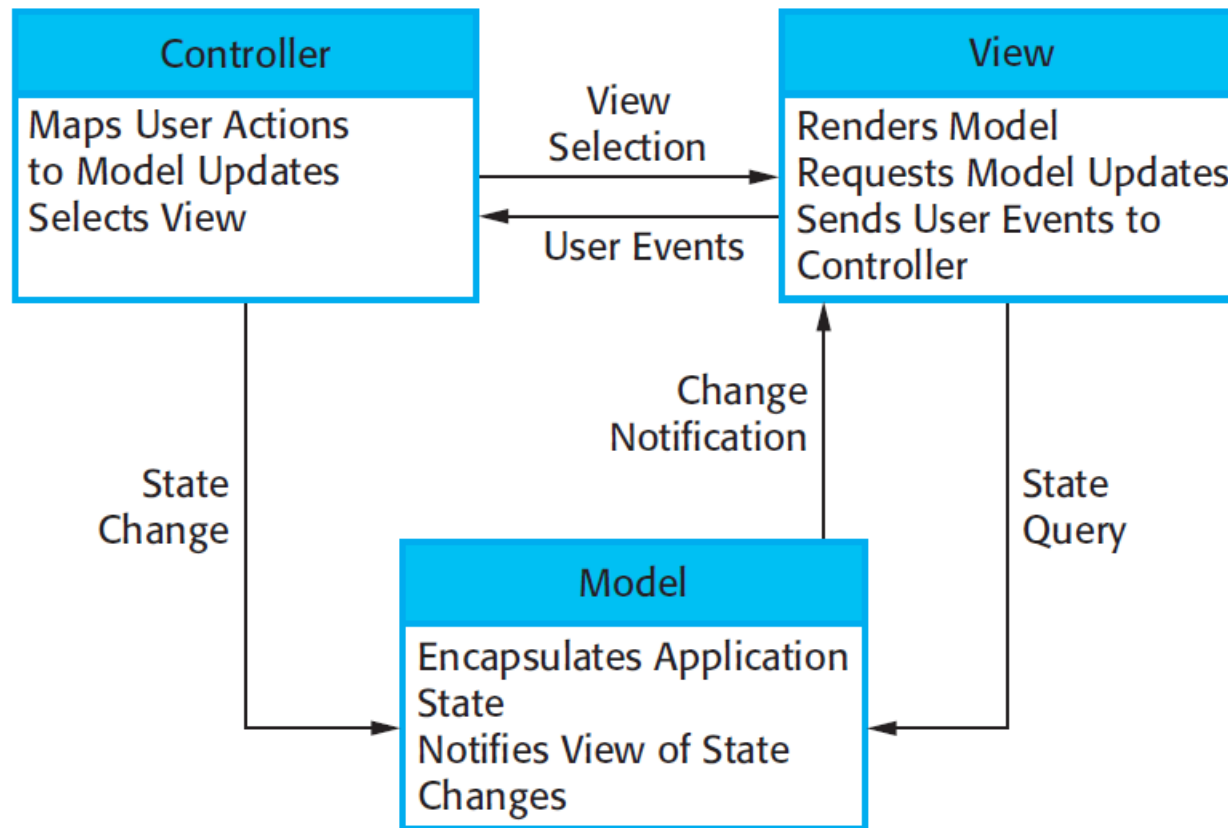 Controller
Maps User Actions
to Model Updates
Selects View
View
Selection
User Events
View
Renders Model
Requests Model Updates
Sends User Events to
Controller
State
Change
Change
Notification
State
Query
Model
Encapsulates Application
State
Notifies View of State
Changes